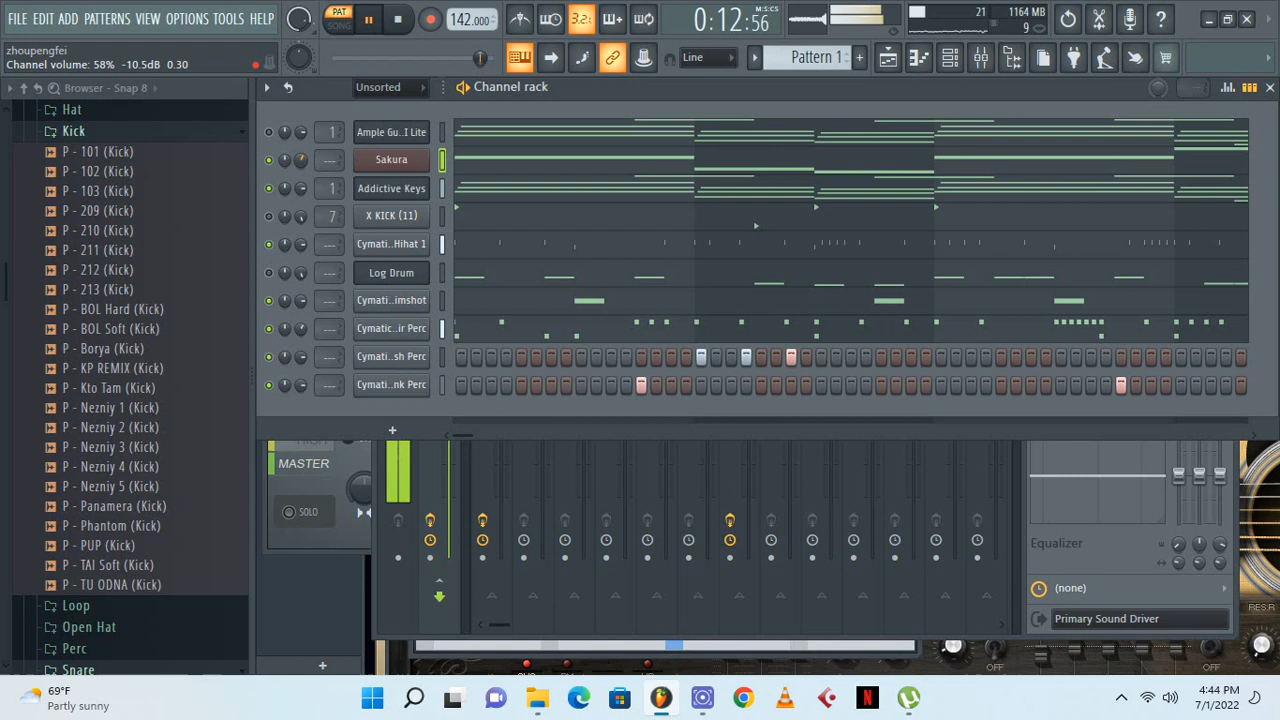 FILE EDIT ADD PATTERNS VIEW OPTIONS TOOLS HELP
PAT
SONG
142.000
3.2
0:12:56
M:S:CS
21
1164 MB
9
zhoupengfei
Channel volume: 58% -10.5dB 0.30
Line
Pattern 1
Browser - Snap 8
Unsorted
Channel rack
Hat
Kick
P - 101 (Kick)
P - 102 (Kick)
P - 103 (Kick)
P - 209 (Kick)
P - 210 (Kick)
P - 211 (Kick)
P - 212 (Kick)
P - 213 (Kick)
P - BOL Hard (Kick)
P - BOL Soft (Kick)
P - Borya (Kick)
P - KP REMIX (Kick)
P - Kto Tam (Kick)
P - Nezniy 1 (Kick)
P - Nezniy 2 (Kick)
P - Nezniy 3 (Kick)
P - Nezniy 4 (Kick)
P - Nezniy 5 (Kick)
P - Panamera (Kick)
P - Phantom (Kick)
P - PUP (Kick)
P - TAI Soft (Kick)
P - TU ODNA (Kick)
Loop
Open Hat
Perc
Snare
1 Ample Gu..I Lite
--- Sakura
1 Addictive Keys
7 X KICK (11)
--- Cymati..Hihat 1
--- Log Drum
--- Cymati..imshot
--- Cymatic..ir Perc
--- Cymati..sh Perc
--- Cymati..nk Perc
HIGH
MASTER
SOLO
Equalizer
(none)
Primary Sound Driver
RES.R
OFF
OFF
69°F
Partly sunny
4:44 PM
7/1/2022